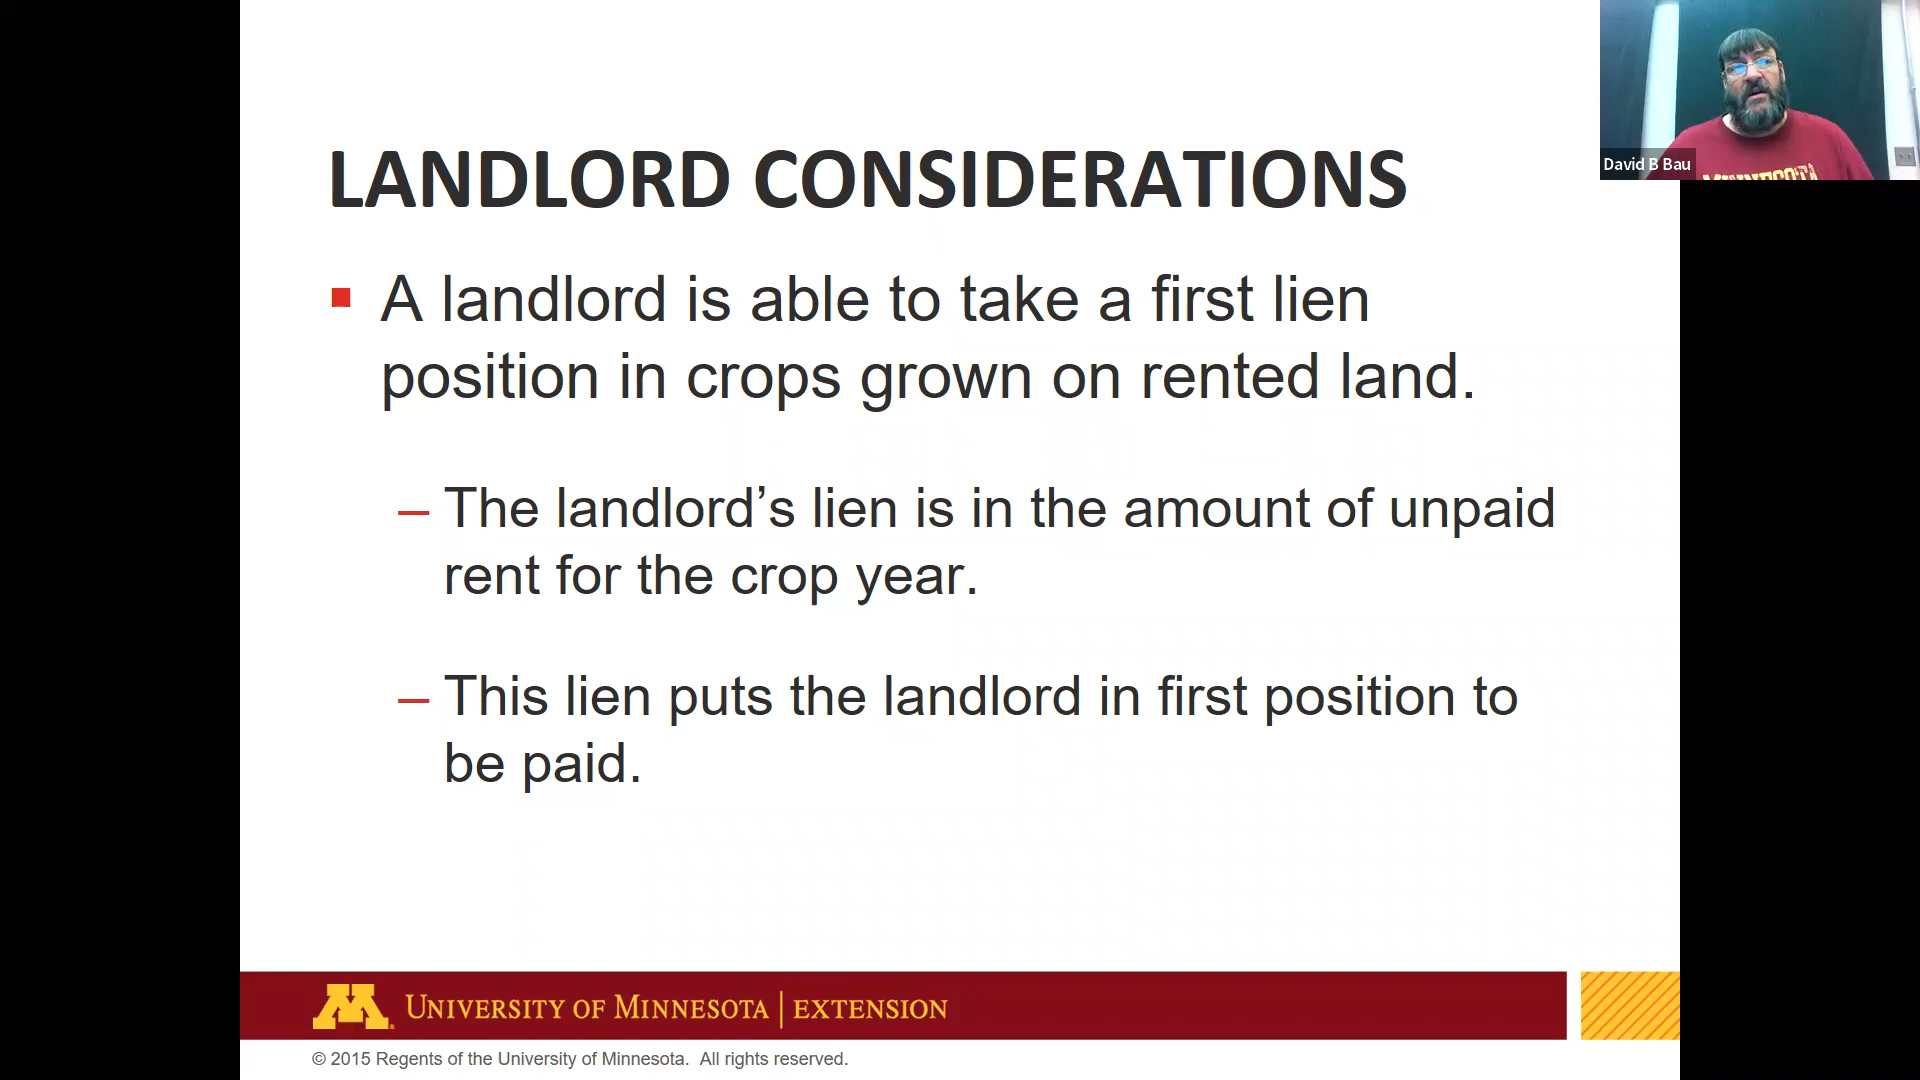 LANDLORD CONSIDERATIONS
A landlord is able to take a first lien
position in crops grown on rented land.
– The landlord’s lien is in the amount of unpaid
rent for the crop year.
– This lien puts the landlord in first position to
be paid.
David B Bau
MINNESOTA
M
UNIVERSITY OF MINNESOTA | EXTENSION
© 2015 Regents of the University of Minnesota. All rights reserved.